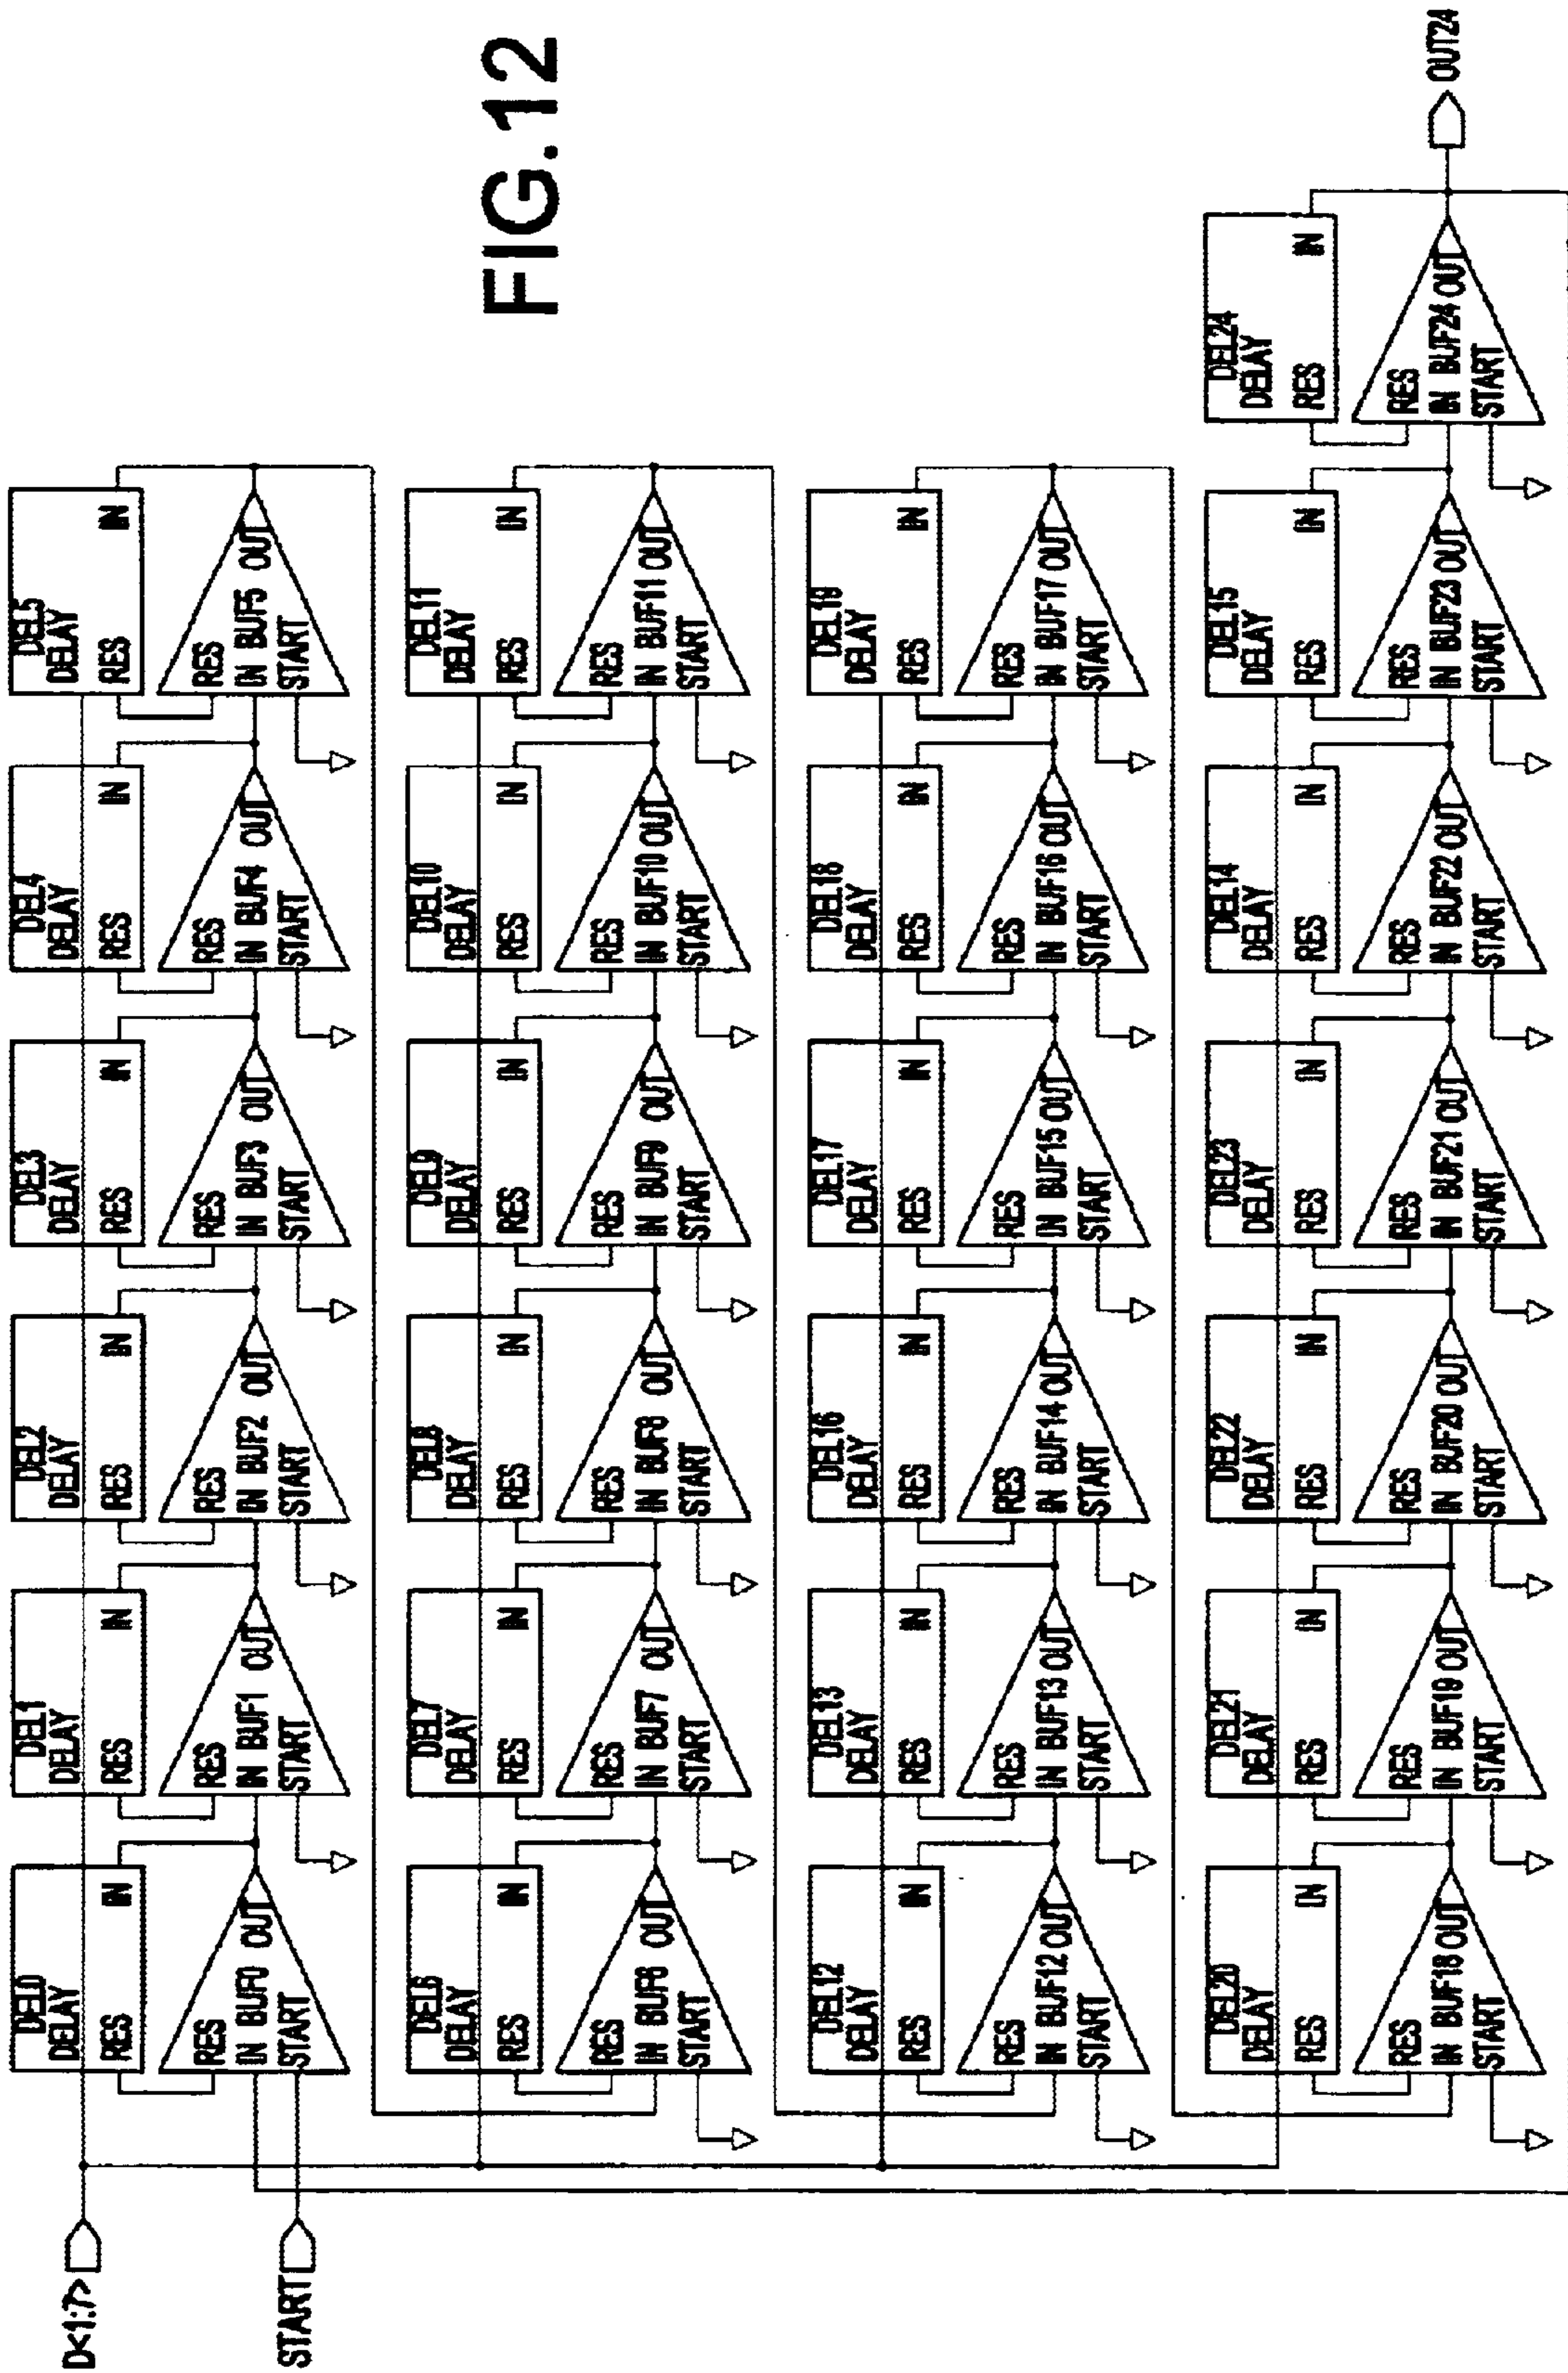 FIG.12
D<1:7>
START
DEL0
DELAY
RES IN
RES
IN BUF0 OUT
START
DEL1
DELAY
RES IN
RES
IN BUF1 OUT
START
DEL2
DELAY
RES IN
RES
IN BUF2 OUT
START
DEL3
DELAY
RES IN
RES
IN BUF3 OUT
START
DEL4
DELAY
RES IN
RES
IN BUF4 OUT
START
DEL5
DELAY
RES IN
RES
IN BUF5 OUT
START
DEL6
DELAY
RES IN
RES
IN BUF6 OUT
START
DEL7
DELAY
RES IN
RES
IN BUF7 OUT
START
DEL8
DELAY
RES IN
RES
IN BUF8 OUT
START
DEL9
DELAY
RES IN
RES
IN BUF9 OUT
START
DEL10
DELAY
RES IN
RES
IN BUF10 OUT
START
DEL11
DELAY
RES IN
RES
IN BUF11 OUT
START
DEL12
DELAY
RES IN
RES
IN BUF12 OUT
START
DEL13
DELAY
RES IN
RES
IN BUF13 OUT
START
DEL16
DELAY
RES IN
RES
IN BUF14 OUT
START
DEL17
DELAY
RES IN
RES
IN BUF15 OUT
START
DEL18
DELAY
RES IN
RES
IN BUF16 OUT
START
DEL19
DELAY
RES IN
RES
IN BUF17 OUT
START
DEL20
DELAY
RES IN
RES
IN BUF18 OUT
START
DEL21
DELAY
RES IN
RES
IN BUF19 OUT
START
DEL22
DELAY
RES IN
RES
IN BUF20 OUT
START
DEL23
DELAY
RES IN
RES
IN BUF21 OUT
START
DEL14
DELAY
RES IN
RES
IN BUF22 OUT
START
DEL15
DELAY
RES IN
RES
IN BUF23 OUT
START
DEL24
DELAY
RES IN
RES
IN BUF24 OUT
START
OUT24